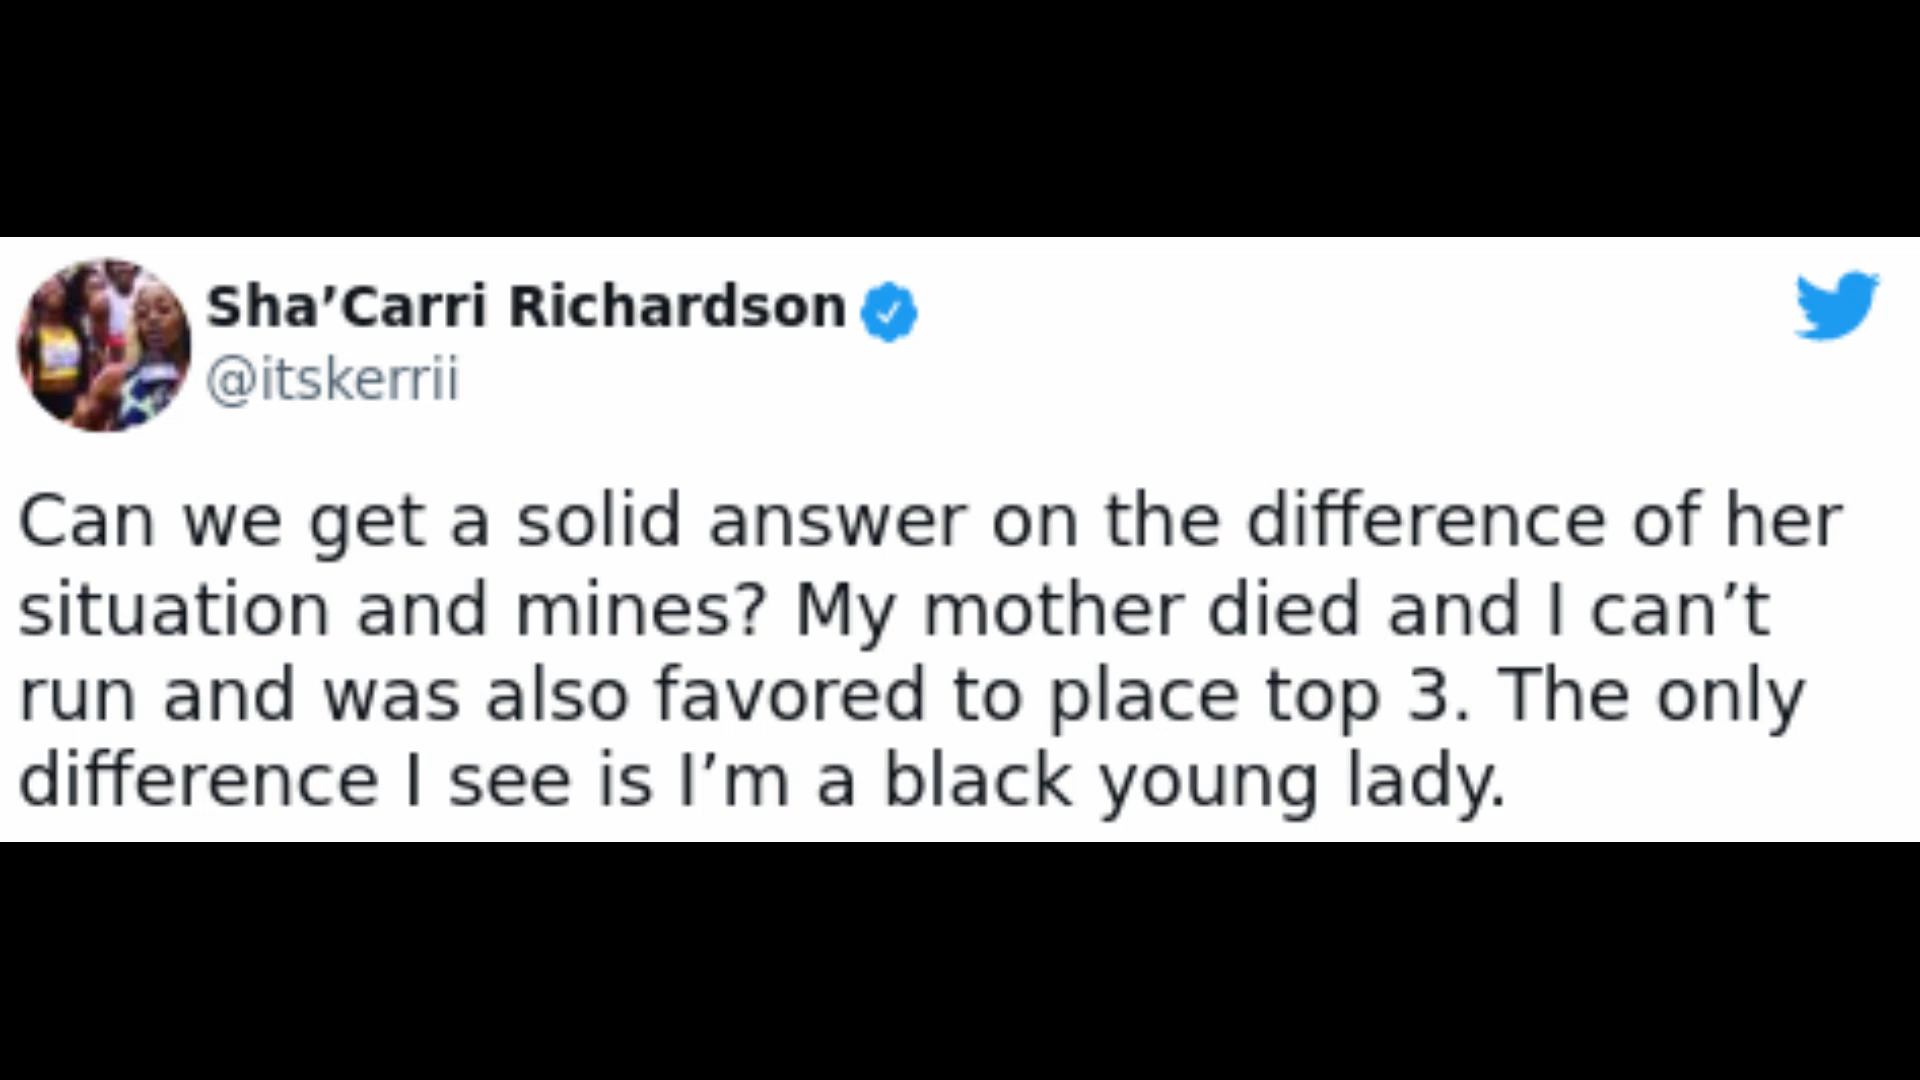 Sha’Carri Richardson
@itskerrii
Can we get a solid answer on the difference of her
situation and mines? My mother died and I can’t
run and was also favored to place top 3. The only
difference I see is I’m a black young lady.